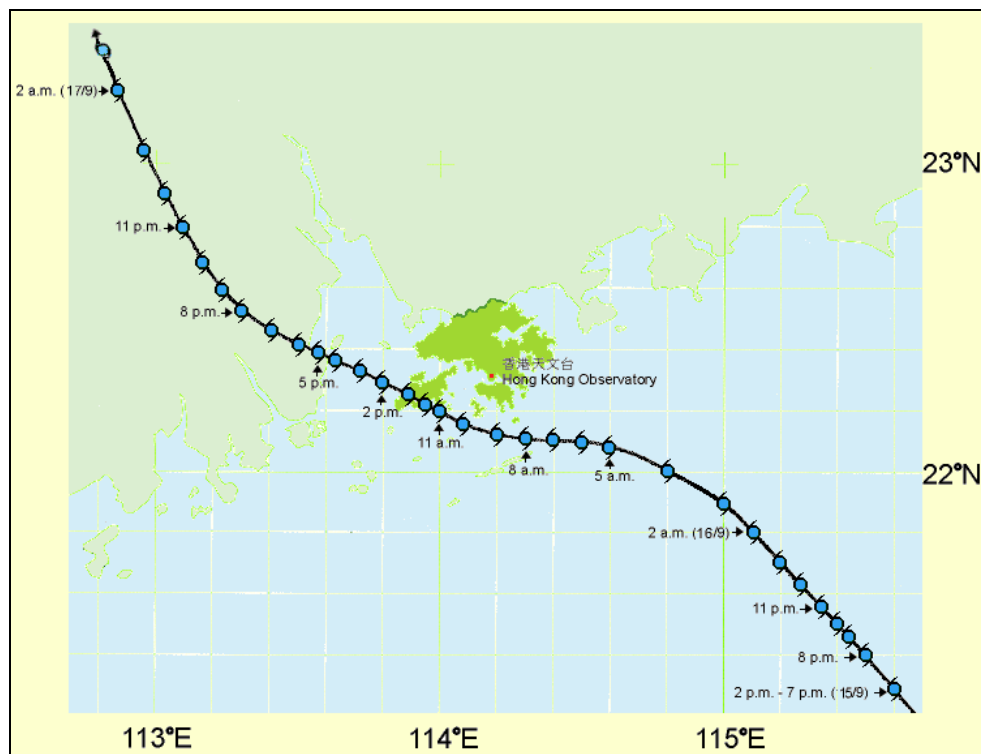 2 a.m. (17/9)
23°N
11 p.m.
8 p.m.
香港天文台
Hong Kong Observatory
5 p.m.
2 p.m.
11 a.m.
8 a.m.
5 a.m.
22°N
2 a.m. (16/9)
11 p.m.
8 p.m.
2 p.m. - 7 p.m. (15/9)
113°E
114°E
115°E